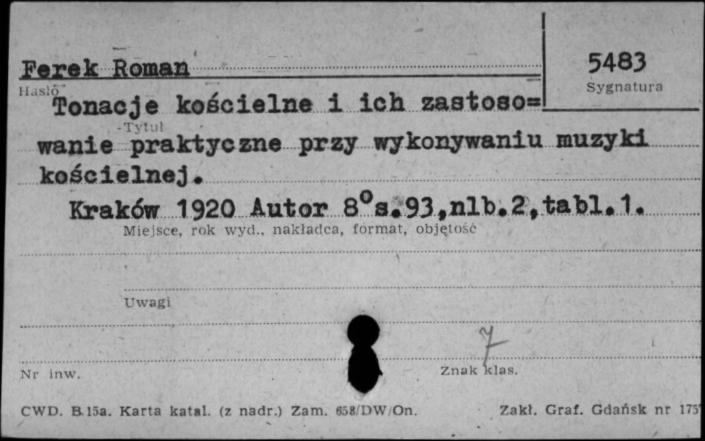 Ferek Roman
5483
Hasło
Sygnatura
Tonacje kościelne i ich zastoso=
Tytuł
wanie praktyczne przy wykonywaniu muzyki
kościelnej.
Kraków 1920 Autor 8°s.93,nlb.2,tabl.1.
Miejsce, rok wyd., nakładca, format, objętość
Uwagi
7
Nr inw.
Znak klas.
CWD. B.15a. Karta katal. (z nadr.) Zam. 658/DW/On.
Zakł. Graf. Gdańsk nr 175